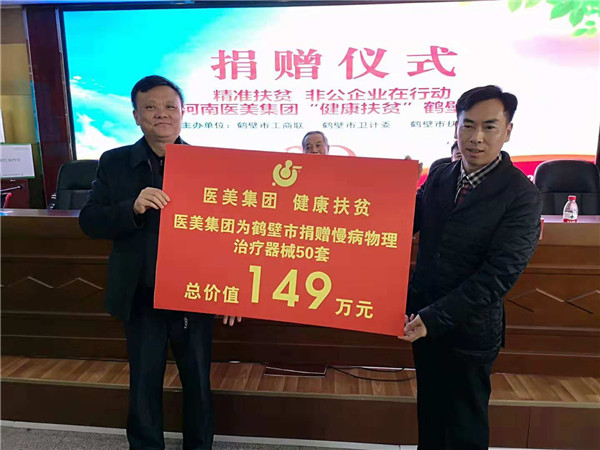 捐赠仪式
精准扶贫 非公企业在行动
河南医美集团“健康扶贫”鹤壁
主办单位：鹤壁市工商联 鹤壁市卫计委 鹤壁市扶
医美集团 健康扶贫
医美集团为鹤壁市捐赠慢病物理
治疗器械50套
总价值149万元